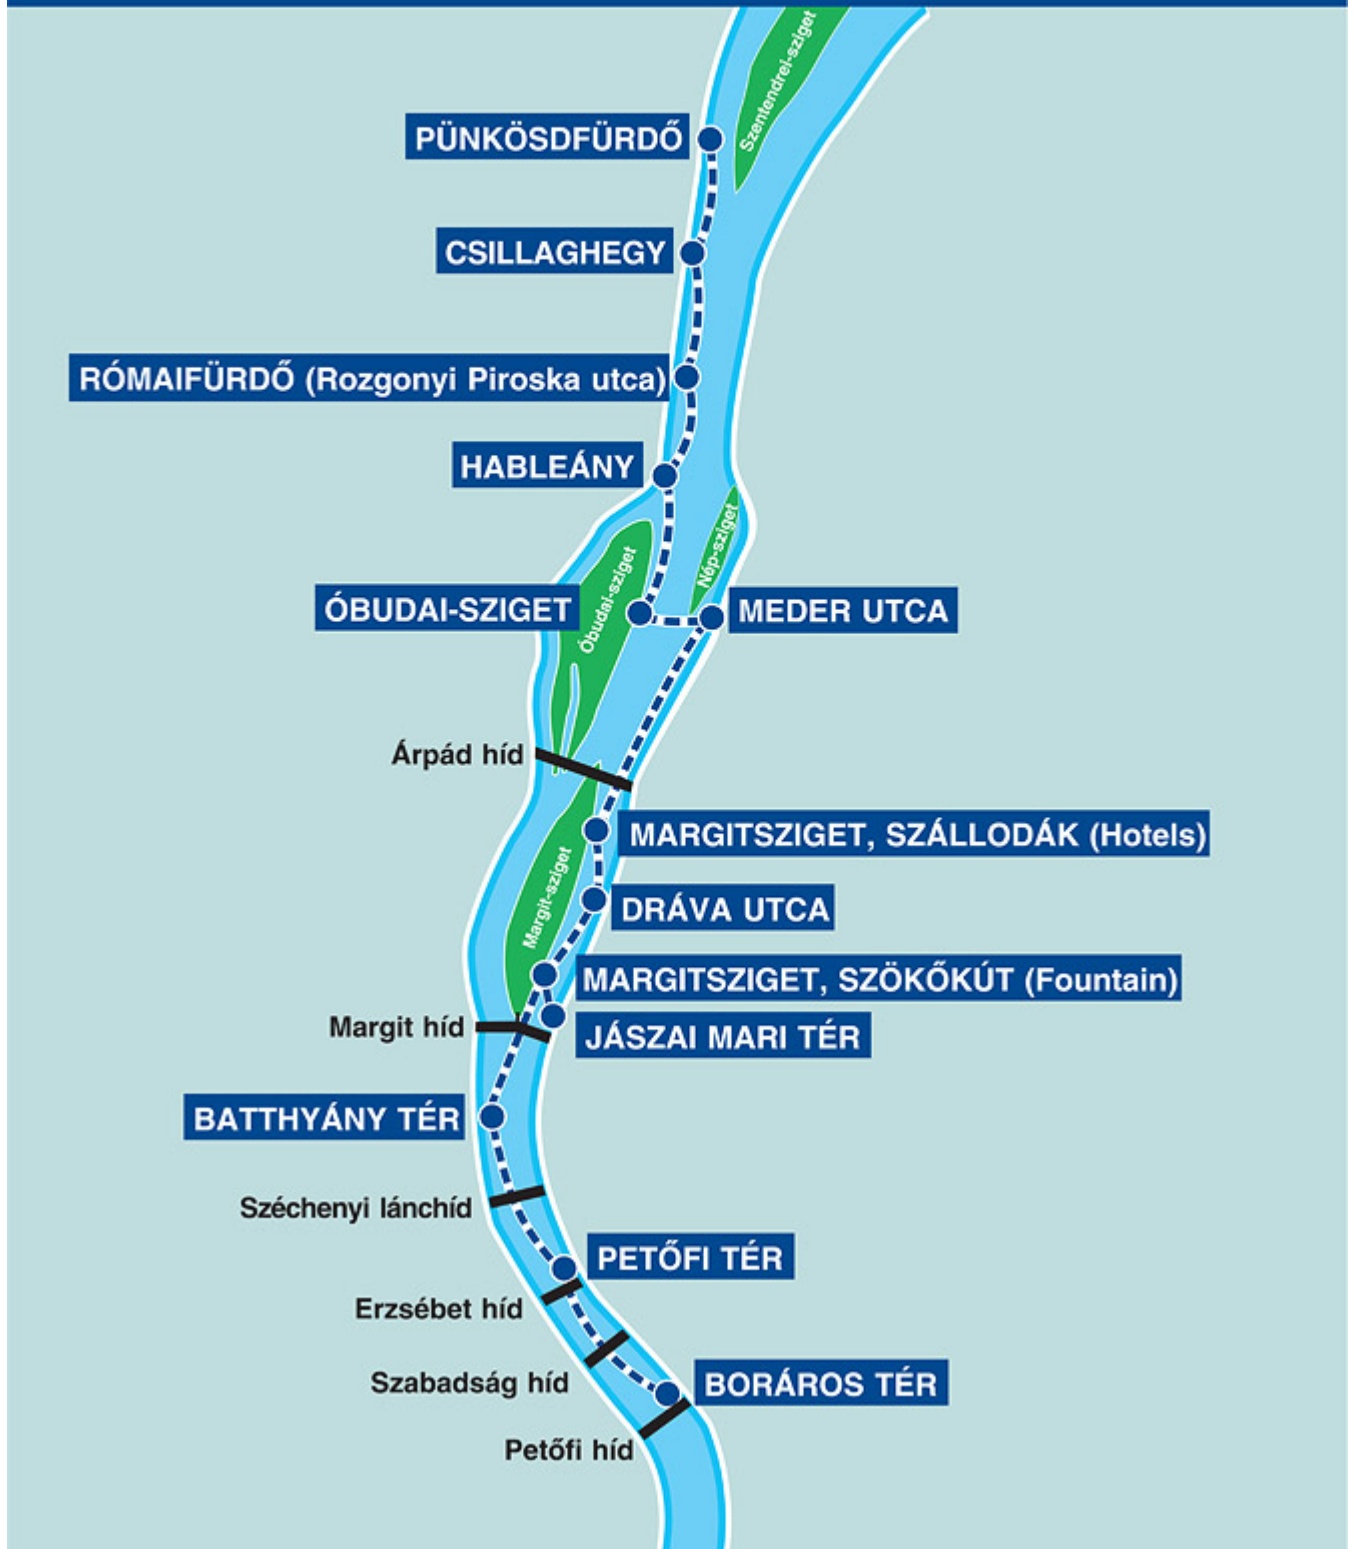 Szentendrei-sziget
PÜNKÖSDFÜRDŐ
CSILLAGHEGY
RÓMAIFÜRDŐ (Rozgonyi Piroska utca)
HABLEÁNY
Nép-sziget
Óbudai-sziget
ÓBUDAI-SZIGET
MEDER UTCA
Árpád híd
MARGITSZIGET, SZÁLLODÁK (Hotels)
Margit-sziget
DRÁVA UTCA
MARGITSZIGET, SZÖKŐKÚT (Fountain)
Margit híd
JÁSZAI MARI TÉR
BATTHYÁNY TÉR
Széchenyi lánchíd
PETŐFI TÉR
Erzsébet híd
Szabadság híd
BORÁROS TÉR
Petőfi híd